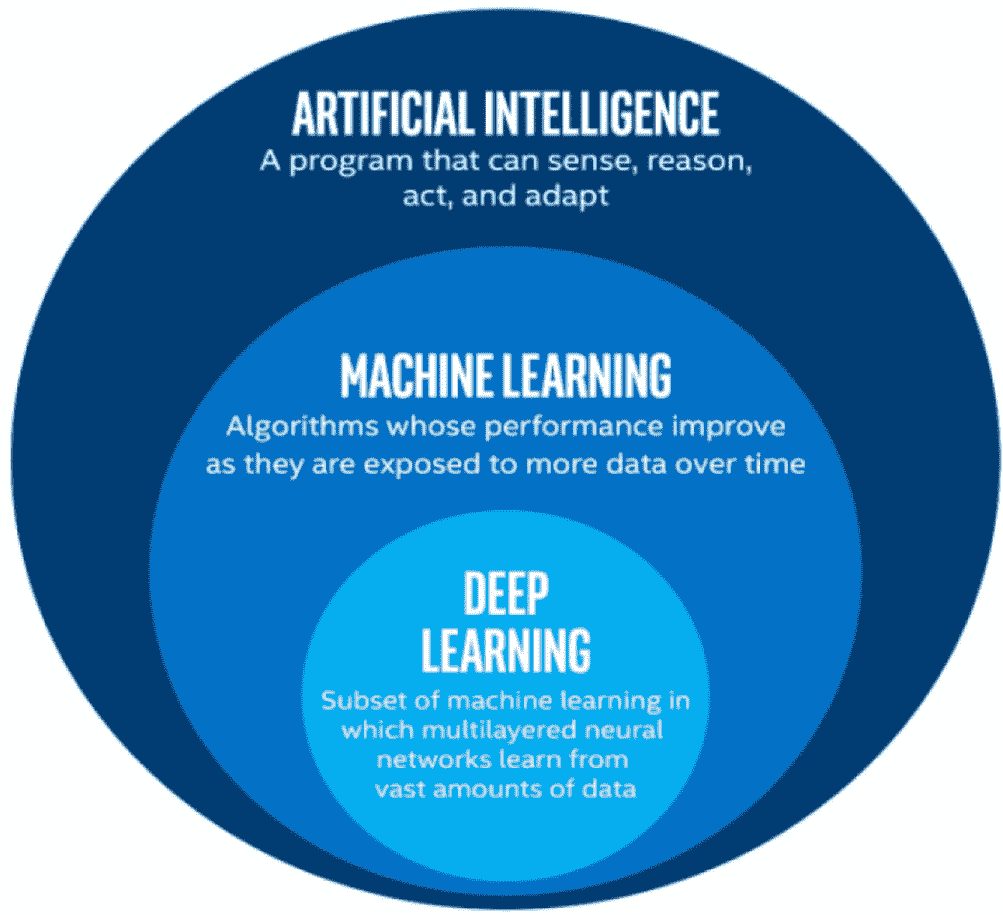 ARTIFICIAL INTELLIGENCE
A program that can sense, reason,
act, and adapt
MACHINE LEARNING
Algorithms whose performance improve
as they are exposed to more data over time
DEEP
LEARNING
Subset of machine learning in
which multilayered neural
networks learn from
vast amounts of data